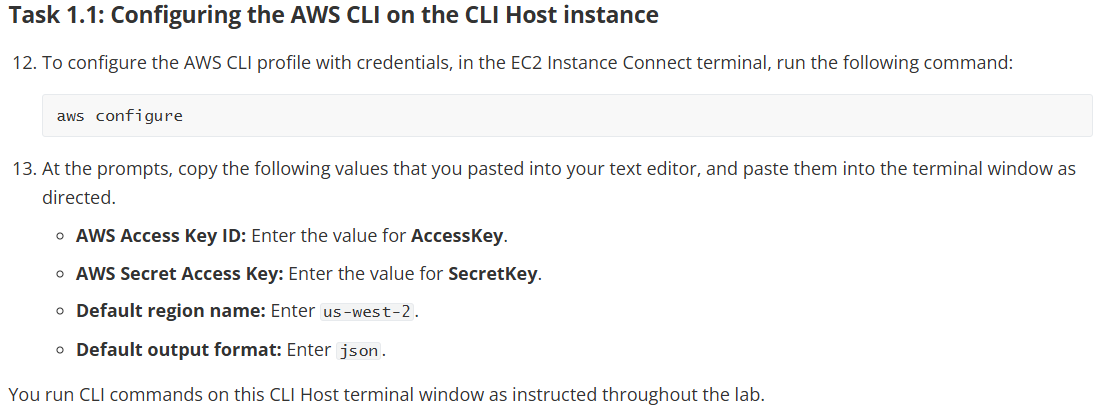 Task 1.1: Configuring the AWS CLI on the CLI Host instance
12. To configure the AWS CLI profile with credentials, in the EC2 Instance Connect terminal, run the following command:
aws configure
13. At the prompts, copy the following values that you pasted into your text editor, and paste them into the terminal window as
directed.
AWS Access Key ID: Enter the value for AccessKey.
AWS Secret Access Key: Enter the value for SecretKey.
Default region name: Enter us-west-2.
Default output format: Enter json.
You run CLI commands on this CLI Host terminal window as instructed throughout the lab.